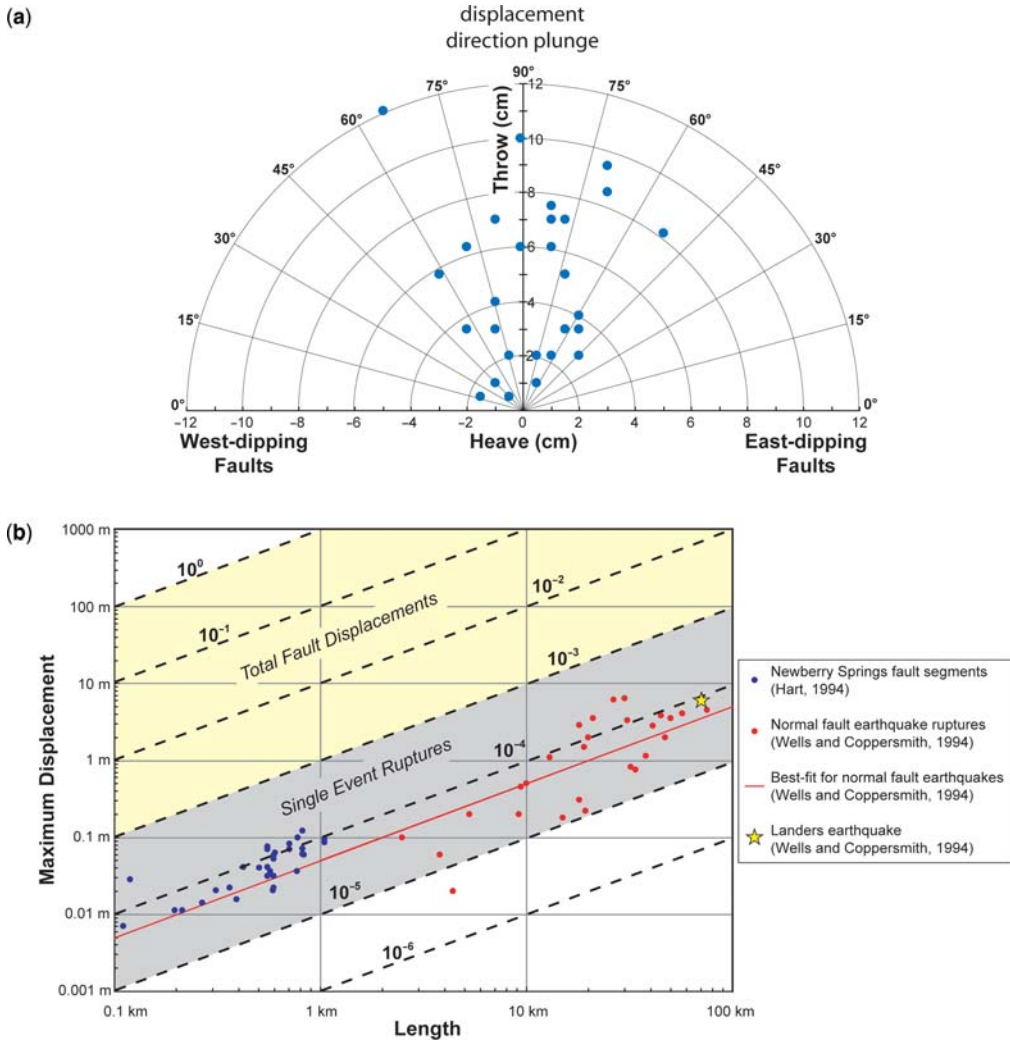 (a)
displacement
direction plunge
90°
12
75° 75°
60° 60°
45° 45°
30° 30°
15° 15°
0° 0°
Throw (cm)
10
8
6
4
2
−12 −10 −8 −6 −4 −2 0 2 4 6 8 10 12
West-dipping
Faults
Heave (cm)
East-dipping
Faults
(b)
1000 m
100 m
10 m
1 m
0.1 m
0.01 m
0.001 m
Maximum Displacement
10⁰
10⁻¹
10⁻²
10⁻³
10⁻⁴
10⁻⁵
10⁻⁶
Total Fault Displacements
Single Event Ruptures
0.1 km 1 km 10 km 100 km
Length
Newberry Springs fault segments
(Hart, 1994)
Normal fault earthquake ruptures
(Wells and Coppersmith, 1994)
Best-fit for normal fault earthquakes
(Wells and Coppersmith, 1994)
Landers earthquake
(Wells and Coppersmith, 1994)